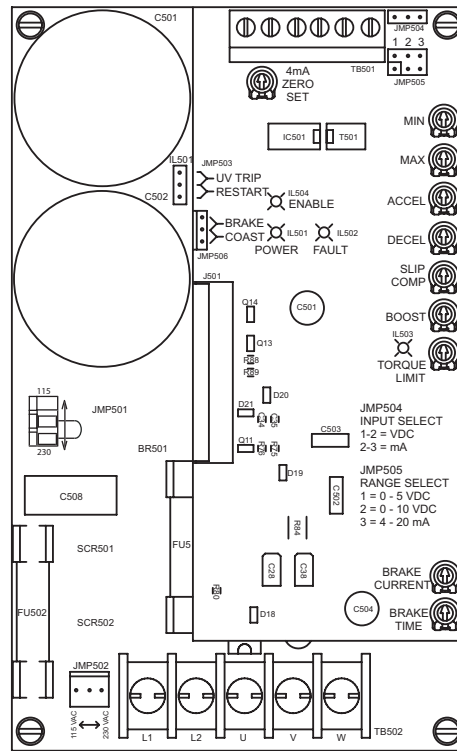 C501
JMP504
1 2 3
TB501
JMP505
4mA
ZERO
SET
MIN
IC501
T501
IL501
JMP503
UV TRIP
RESTART
MAX
C502
IL504
ENABLE
ACCEL
BRAKE
COAST
IL501
IL502
POWER
FAULT
DECEL
JMP506
SLIP
COMP
J501
Q14
C501
BOOST
Q13
IL503
R88
R89
TORQUE
LIMIT
115
D20
JMP501
D21
JMP504
INPUT SELECT
1-2 = VDC
2-3 = mA
C503
230
BR501
Q11
D19
JMP505
RANGE SELECT
1 = 0 - 5 VDC
2 = 0 - 10 VDC
3 = 4 - 20 mA
C508
C502
R84
SCR501
FU5
C28
C38
BRAKE
CURRENT
FU502
SCR502
D18
C504
BRAKE
TIME
JMP502
115 VAC
230 VAC
L1
L2
U
V
W
TB502